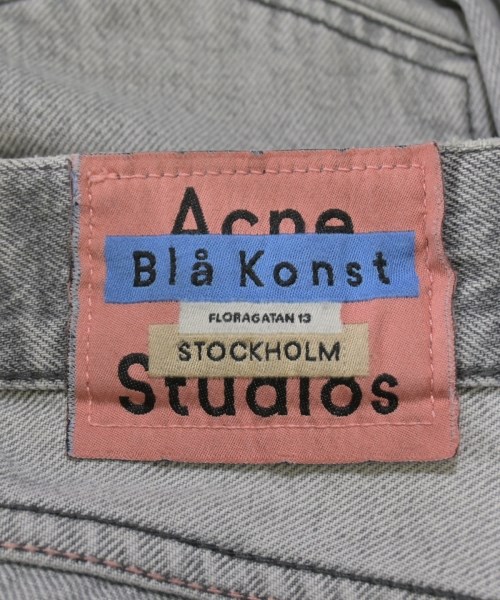 Acne
Blå Konst
FLORAGATAN 13
STOCKHOLM
Studios